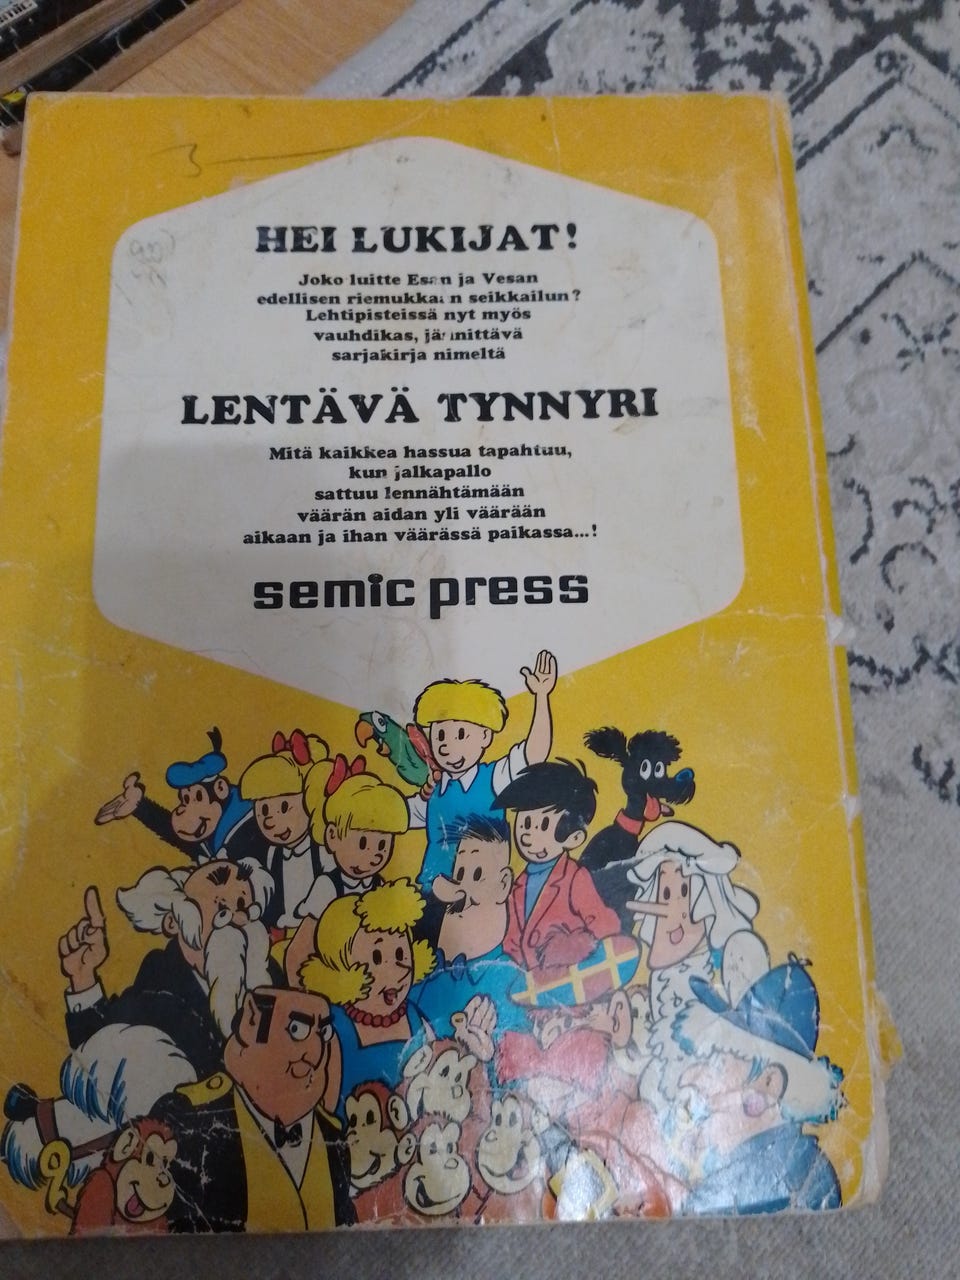 3
HEI LUKIJAT!
Joko luitte Esan ja Vesan
edellisen riemukkaan seikkailun?
Lehtipisteissä nyt myös
vauhdikas, jännittävä
sarjakirja nimeltä
LENTÄVÄ TYNNYRI
Mitä kaikkea hassua tapahtuu,
kun jalkapallo
sattuu lennähtämään
väärän aidan yli väärään
aikaan ja ihan väärässä paikassa...!
semic press